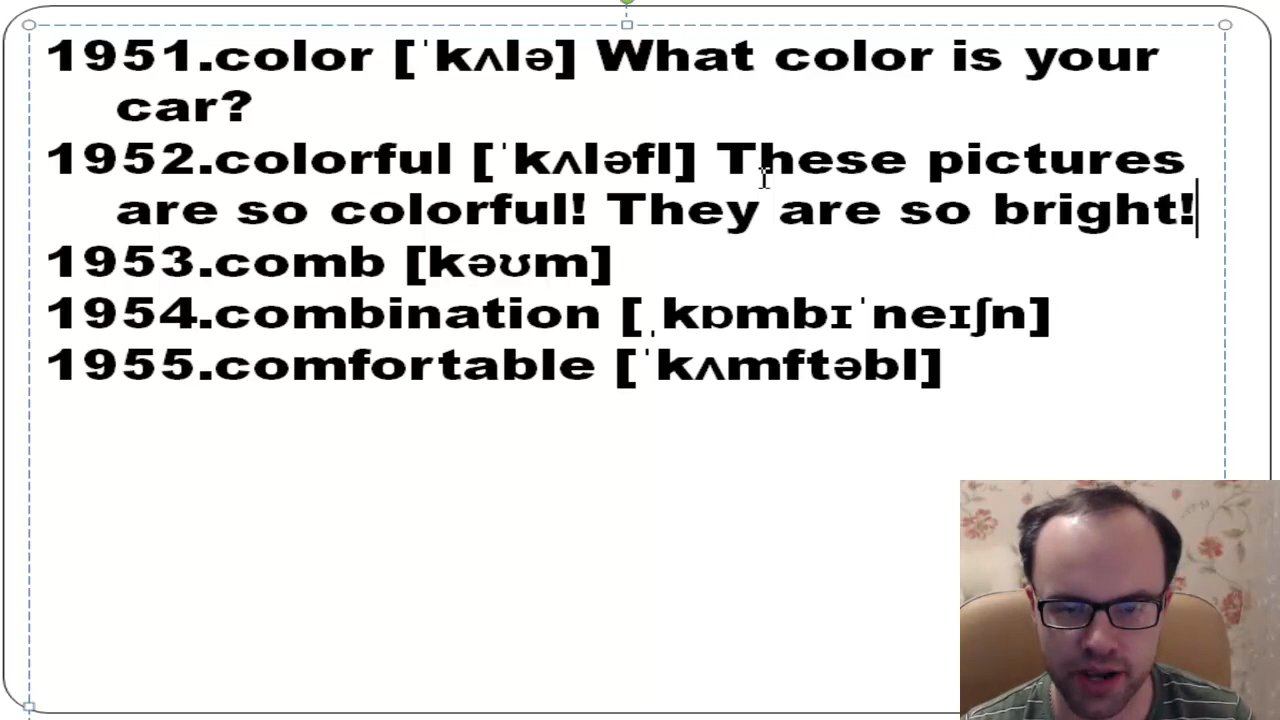 1951.color [ˈkʌlə] What color is your
car?
1952.colorful [ˈkʌləfl] These pictures
are so colorful! They are so bright!
1953.comb [kəʊm]
1954.combination [ˌkɒmbɪˈneɪʃn]
1955.comfortable [ˈkʌmftəbl]